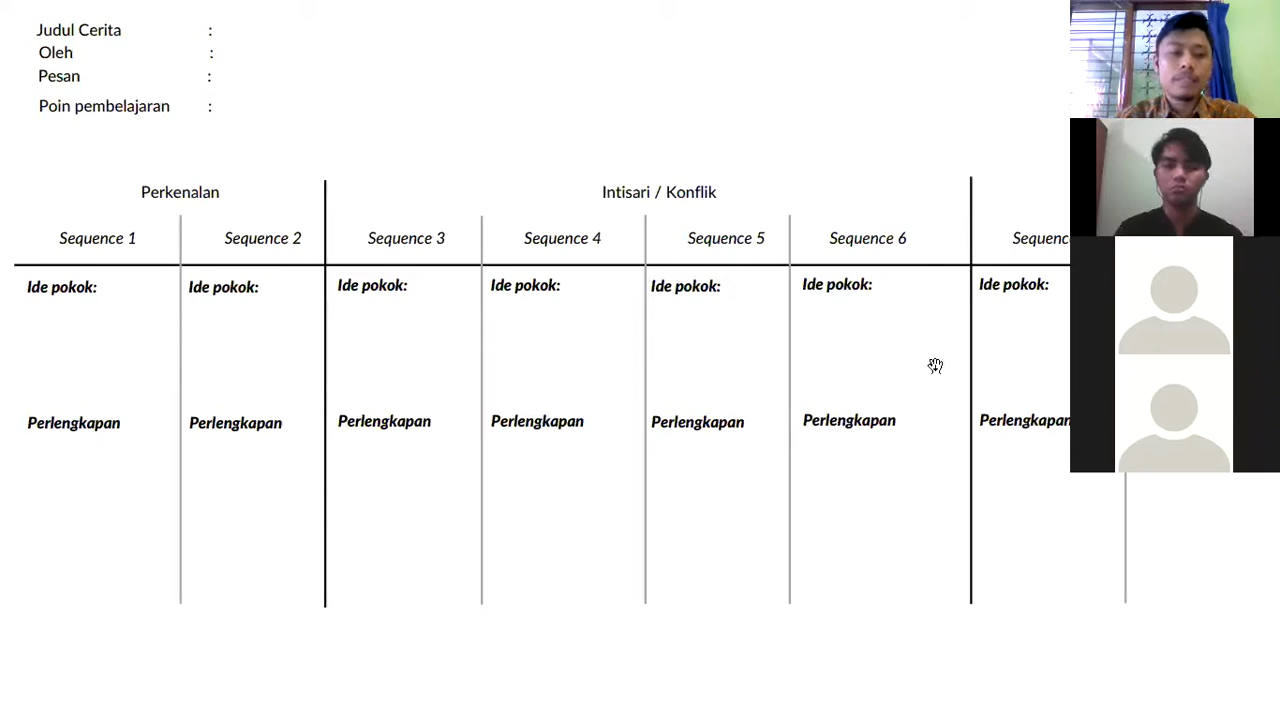 Judul Cerita :
Oleh :
Pesan :
Poin pembelajaran :
Perkenalan Intisari / Konflik
Sequence 1 Sequence 2 Sequence 3 Sequence 4 Sequence 5 Sequence 6
Ide pokok: Ide pokok: Ide pokok: Ide pokok: Ide pokok: Ide pokok: Ide pokok:
Perlengkapan Perlengkapan Perlengkapan Perlengkapan Perlengkapan Perlengkapan Perlengkapan